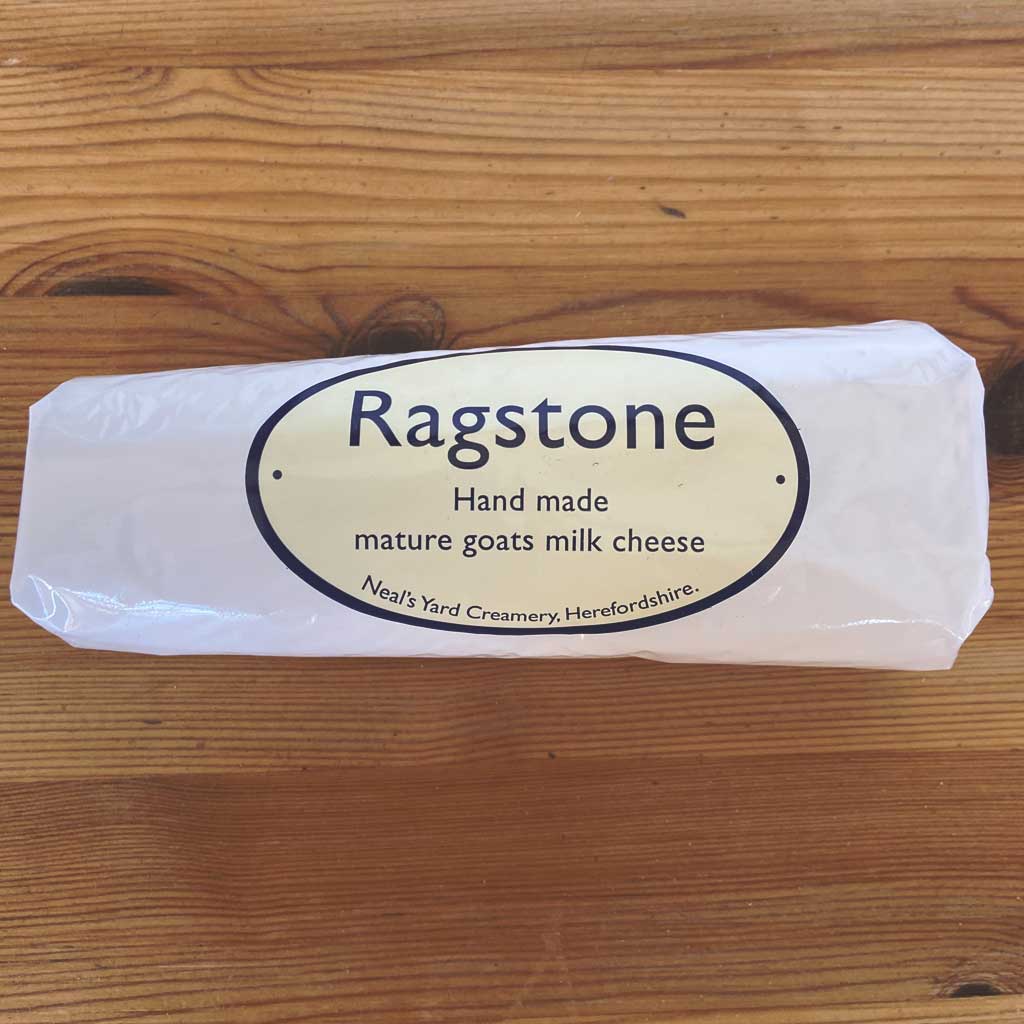 Ragstone
Hand made
mature goats milk cheese
Neal's Yard Creamery, Herefordshire.